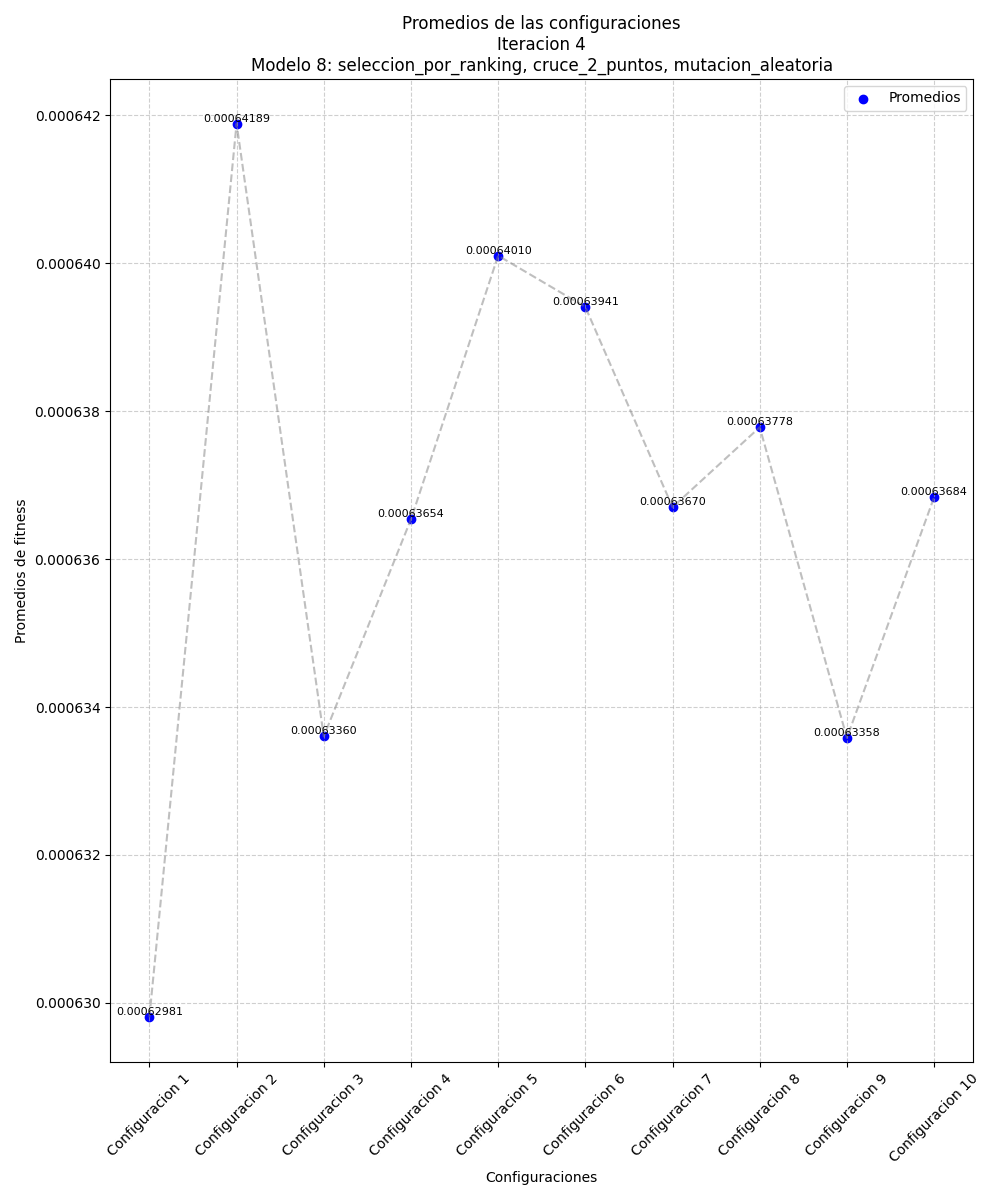 Promedios de las configuraciones
Iteracion 4
Modelo 8: seleccion_por_ranking, cruce_2_puntos, mutacion_aleatoria
Promedios
0.000642
0.000640
0.000638
0.000636
0.000634
0.000632
0.000630
Promedios de fitness
0.00062981
0.00064189
0.00063360
0.00063654
0.00064010
0.00063941
0.00063670
0.00063778
0.00063358
0.00063684
Configuracion 1
Configuracion 2
Configuracion 3
Configuracion 4
Configuracion 5
Configuracion 6
Configuracion 7
Configuracion 8
Configuracion 9
Configuracion 10
Configuraciones